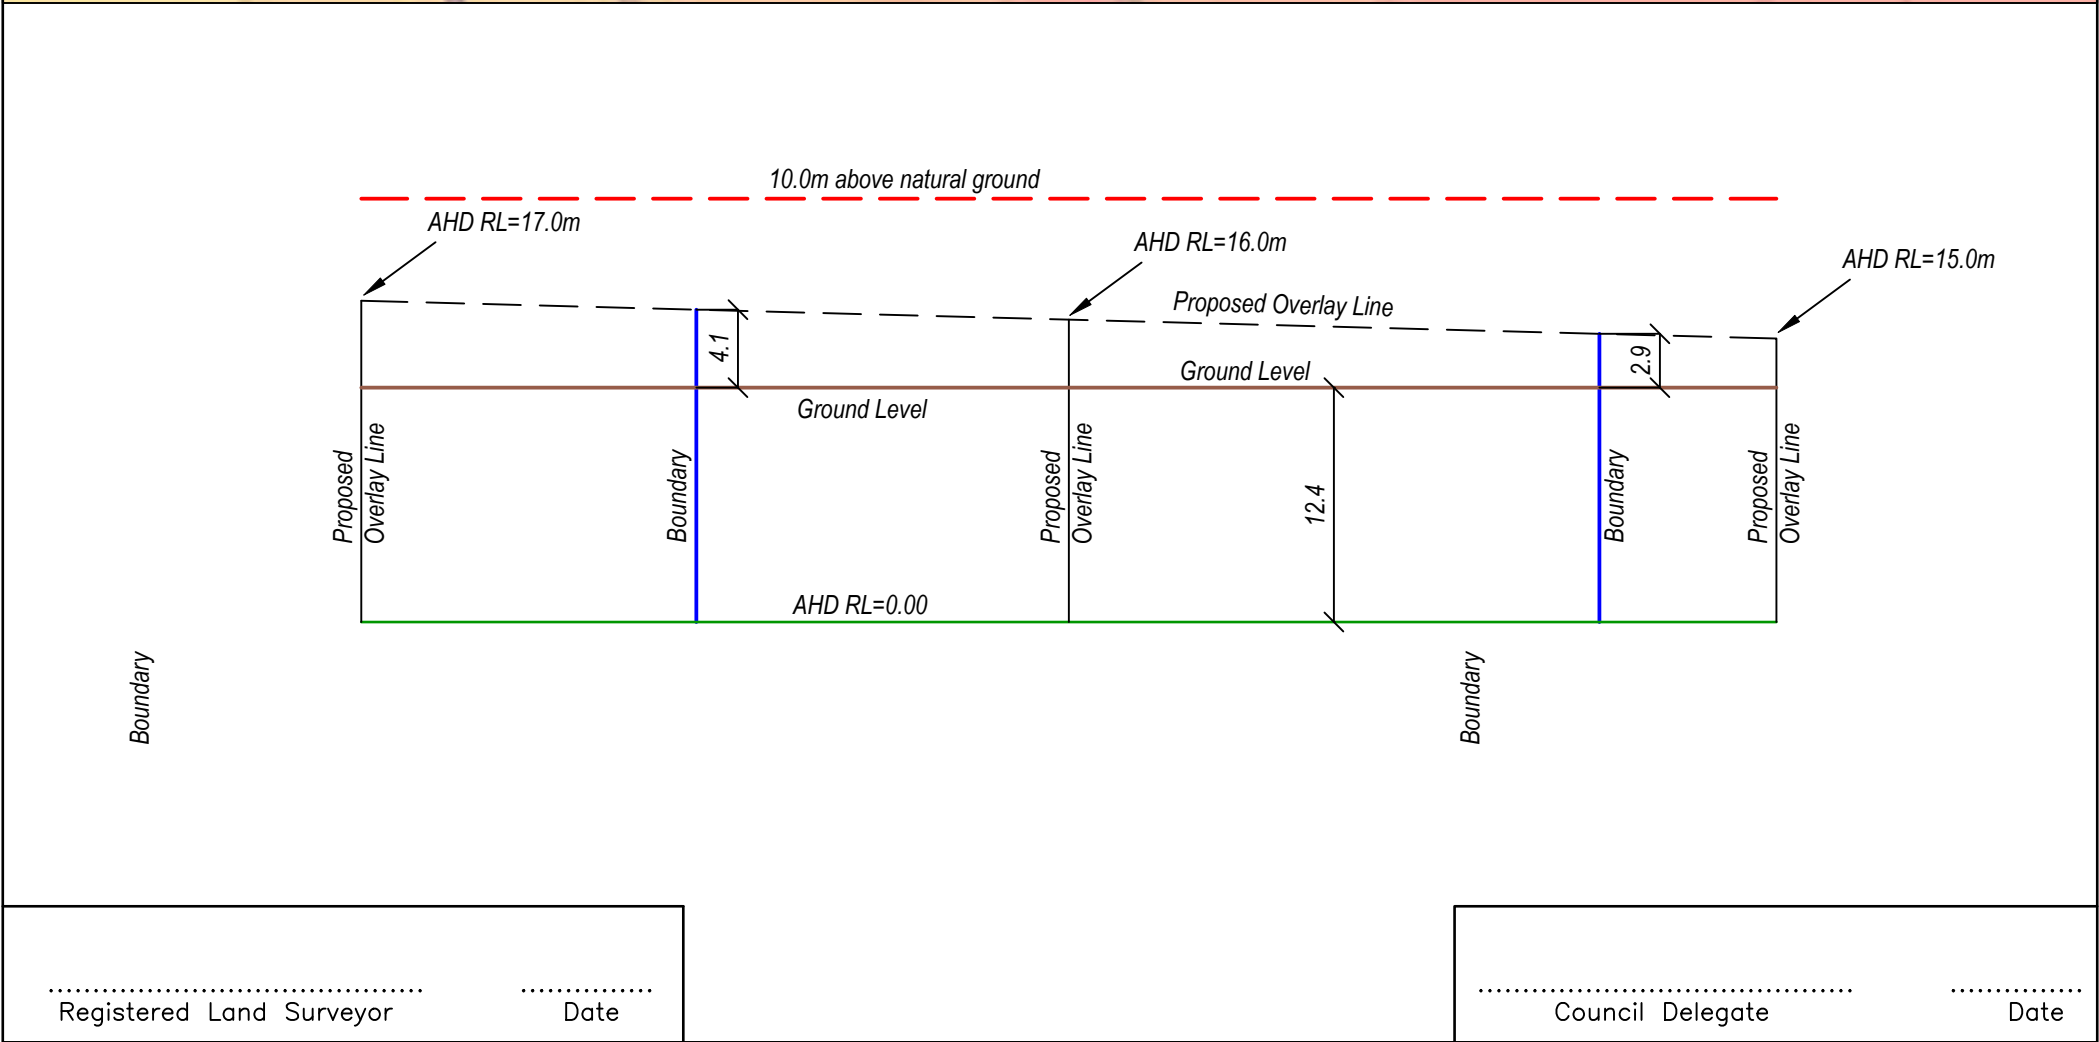 10.0m above natural ground
AHD RL=17.0m
AHD RL=16.0m
AHD RL=15.0m
Proposed Overlay Line
4.1
2.9
Ground Level
Ground Level
Proposed
Overlay Line
Boundary
Proposed
Overlay Line
12.4
Boundary
Proposed
Overlay Line
AHD RL=0.00
Boundary
Boundary
Registered Land Surveyor
Date
Council Delegate
Date